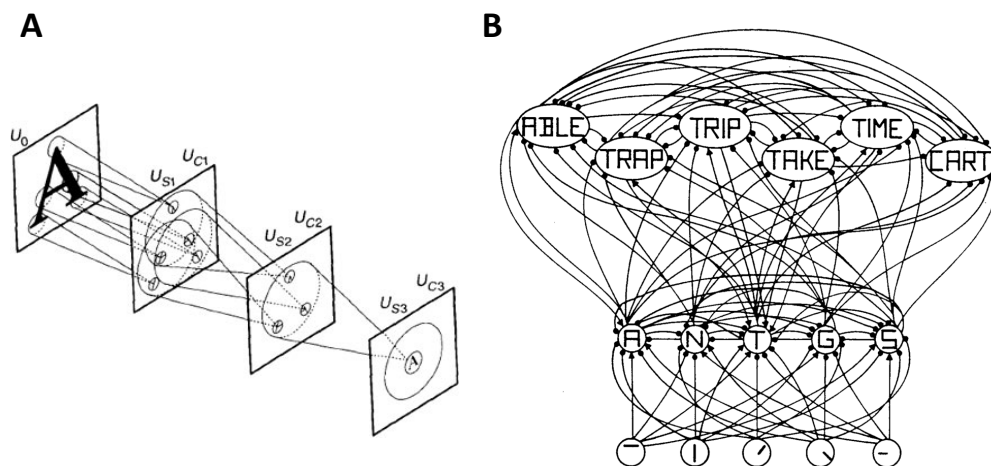 A
B
U0
A
US1
UC1
US2
UC2
US3
UC3
A
ABLE
TRIP
TIME
TRAP
TAKE
CART
A N T G S